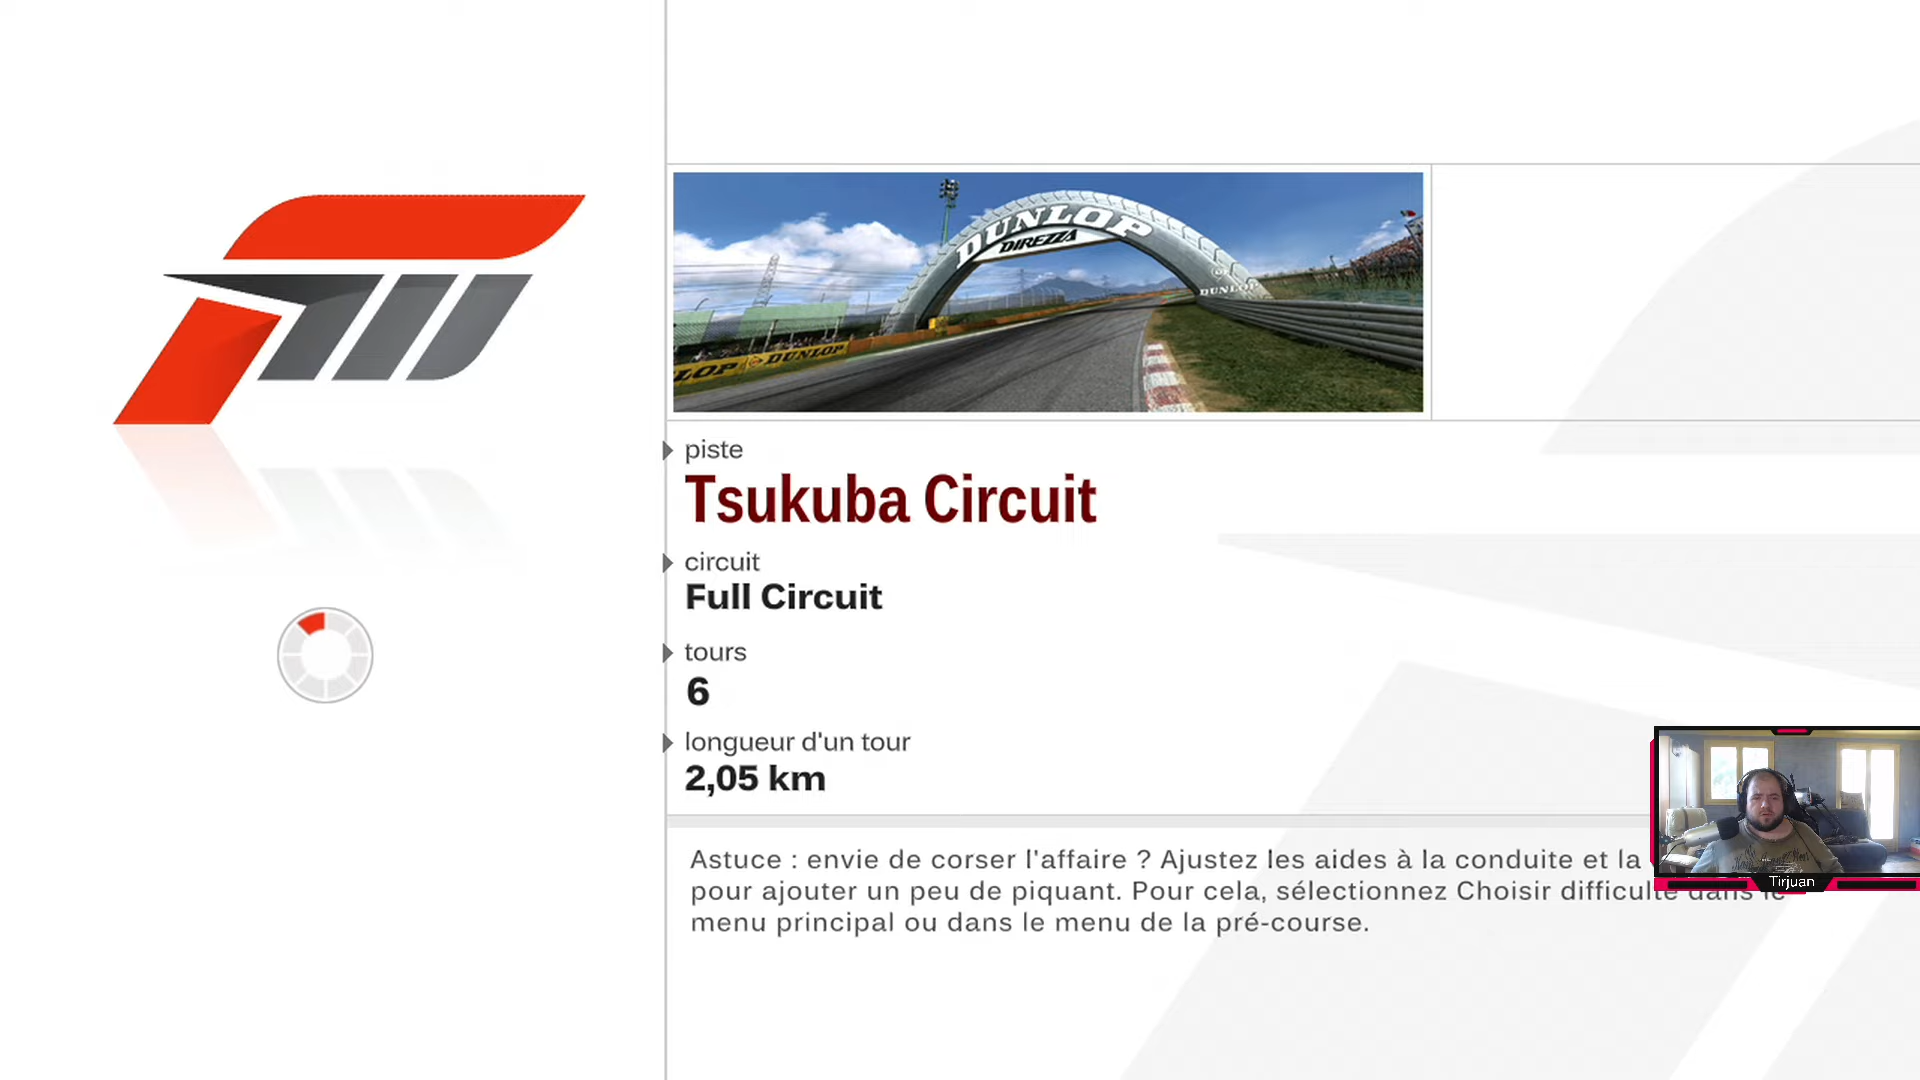 DUNLOP
DIREZZA
DUNLOP
LOP DUNLOP
piste
Tsukuba Circuit
circuit
Full Circuit
tours
6
longueur d'un tour
2,05 km
Astuce : envie de corser l'affaire ? Ajustez les aides à la conduite et la
pour ajouter un peu de piquant. Pour cela, sélectionnez Choisir difficulté dans le
menu principal ou dans le menu de la pré-course.
Tirjuan